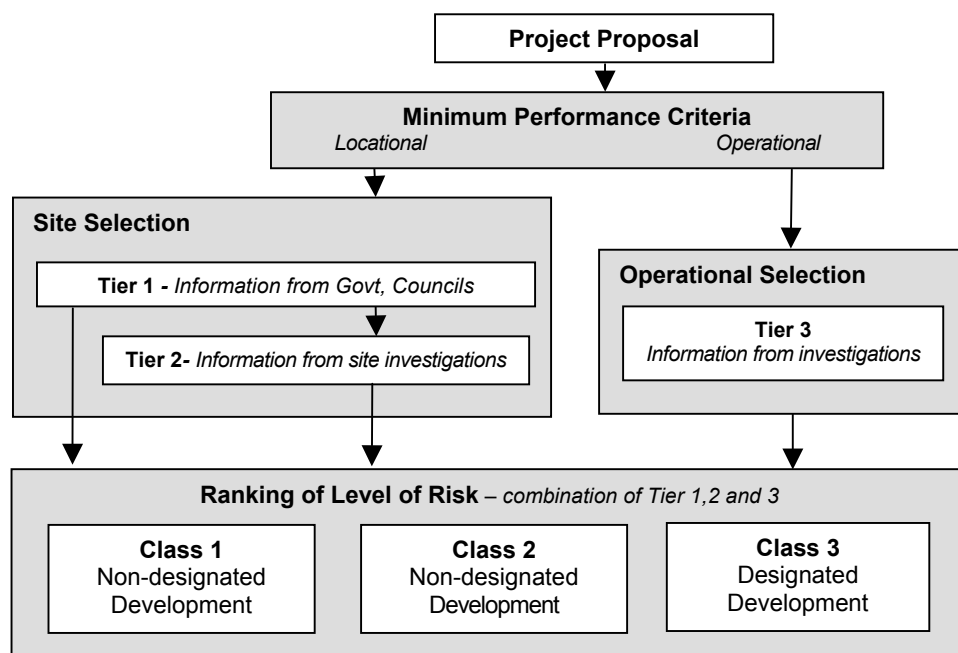 Project Proposal
Minimum Performance Criteria
Locational Operational
Site Selection
Tier 1 - Information from Govt, Councils
Tier 2- Information from site investigations
Operational Selection
Tier 3
Information from investigations
Ranking of Level of Risk – combination of Tier 1,2 and 3
Class 1
Non-designated
Development
Class 2
Non-designated
Development
Class 3
Designated
Development